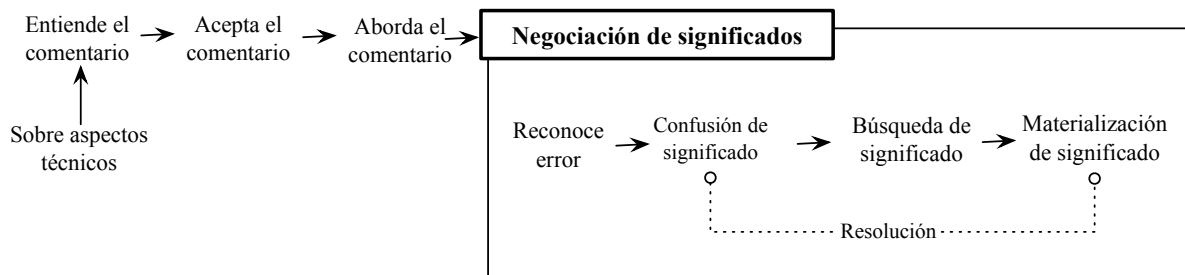 Entiende el
comentario
Acepta el
comentario
Aborda el
comentario
Negociación de significados
Sobre aspectos
técnicos
Reconoce
error
Confusión de
significado
Búsqueda de
significado
Materialización
de significado
Resolución